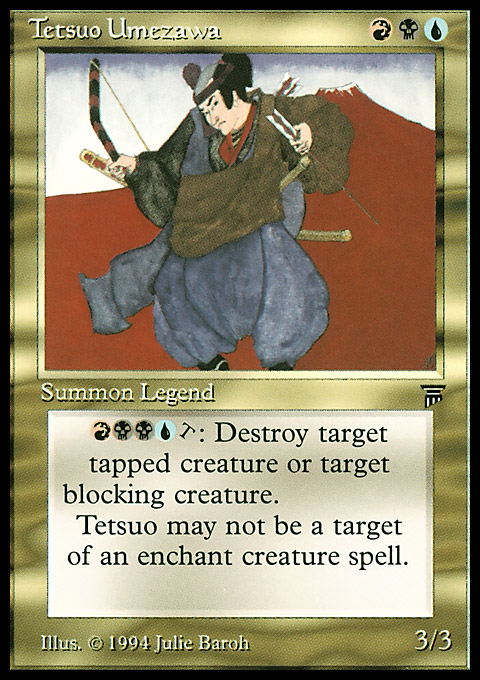 Tetsuo Umezawa
Summon Legend
: Destroy target
tapped creature or target
blocking creature.
Tetsuo may not be a target
of an enchant creature spell.
Illus. © 1994 Julie Baroh
3/3